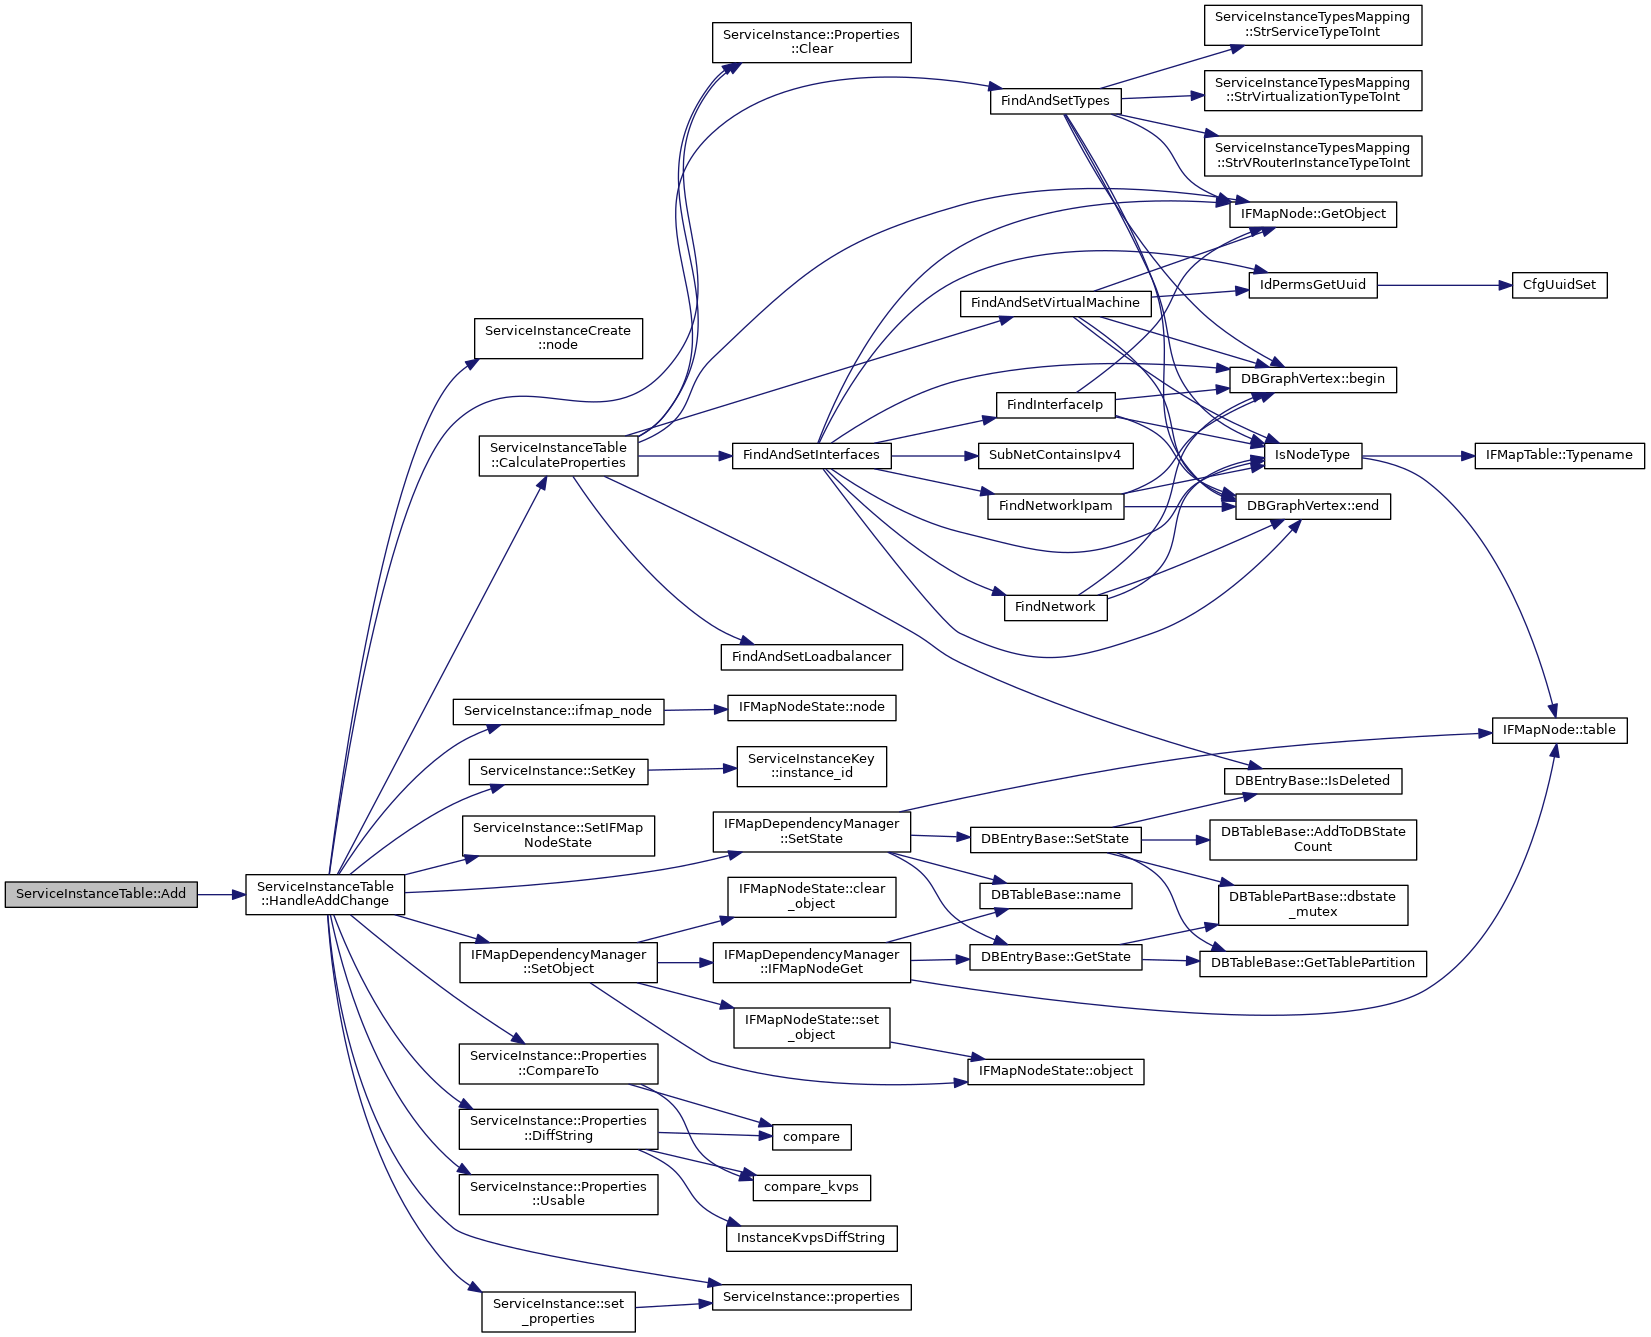 ServiceInstanceTable::Add
ServiceInstanceTable
::HandleAddChange
ServiceInstanceCreate
::node
ServiceInstanceTable
::CalculateProperties
ServiceInstance::ifmap_node
ServiceInstance::SetKey
ServiceInstance::SetIFMap
NodeState
IFMapDependencyManager
::SetObject
ServiceInstance::Properties
::CompareTo
ServiceInstance::Properties
::DiffString
ServiceInstance::Properties
::Usable
ServiceInstance::set
_properties
ServiceInstance::Properties
::Clear
FindAndSetInterfaces
FindAndSetLoadbalancer
IFMapNodeState::node
ServiceInstanceKey
::instance_id
IFMapDependencyManager
::SetState
IFMapNodeState::clear
_object
IFMapDependencyManager
::IFMapNodeGet
IFMapNodeState::set
_object
compare
compare_kvps
InstanceKvpsDiffString
ServiceInstance::properties
FindAndSetTypes
FindAndSetVirtualMachine
FindInterfaceIp
SubNetContainsIpv4
FindNetworkIpam
FindNetwork
DBEntryBase::SetState
DBTableBase::name
DBEntryBase::GetState
IFMapNodeState::object
ServiceInstanceTypesMapping
::StrServiceTypeToInt
ServiceInstanceTypesMapping
::StrVirtualizationTypeToInt
ServiceInstanceTypesMapping
::StrVRouterInstanceTypeToInt
IFMapNode::GetObject
IdPermsGetUuid
DBGraphVertex::begin
IsNodeType
DBGraphVertex::end
DBEntryBase::IsDeleted
DBTableBase::AddToDBState
Count
DBTablePartBase::dbstate
_mutex
DBTableBase::GetTablePartition
CfgUuidSet
IFMapTable::Typename
IFMapNode::table